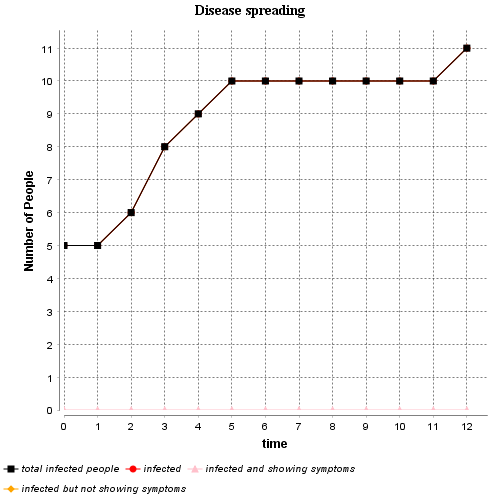 Disease spreading
11
10
9
8
7
6
5
4
3
2
1
0
Number of People
0 1 2 3 4 5 6 7 8 9 10 11 12
time
total infected people infected infected and showing symptoms
infected but not showing symptoms